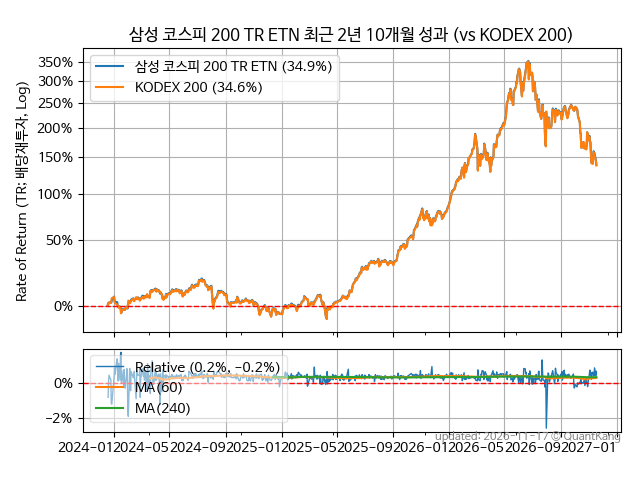 삼성 코스피 200 TR ETN 최근 2년 10개월 성과 (vs KODEX 200)
삼성 코스피 200 TR ETN (34.9%)
KODEX 200 (34.6%)
Rate of Return (TR: 배당재투자, Log)
350%
300%
250%
200%
150%
100%
50%
0%
Relative (0.2%, −0.2%)
MA(60)
MA(240)
0%
−2%
updated: 2026-11-17 © QuantKang
2024-01
2024-05
2024-09
2025-01
2025-05
2025-09
2026-01
2026-05
2026-09
2027-01